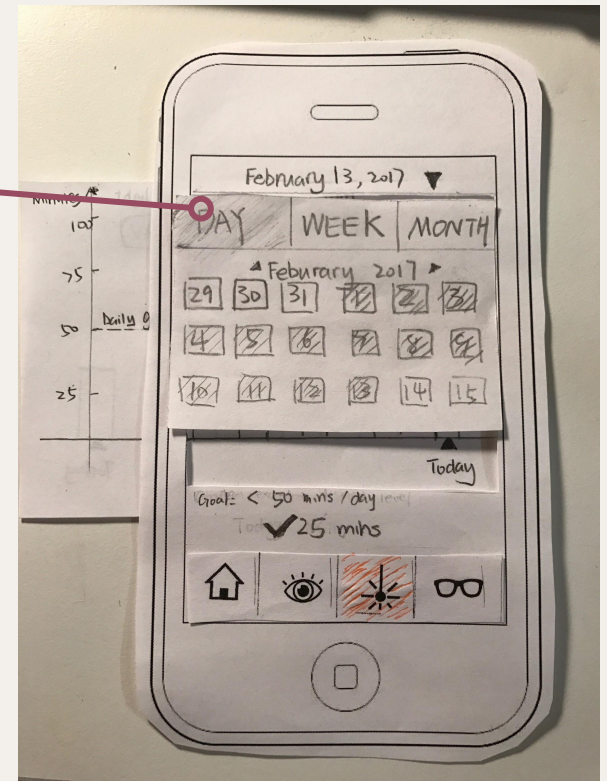 February 13, 2017 ▼
Minutes
DAY WEEK MONTH
100
Feburary 2017
75
29 30 31 1 2 3
50 Daily g
4 5 6 7 8 9
25
10 11 12 13 14 15
Today
Goal: < 50 mins / day level
✓ 25 mins